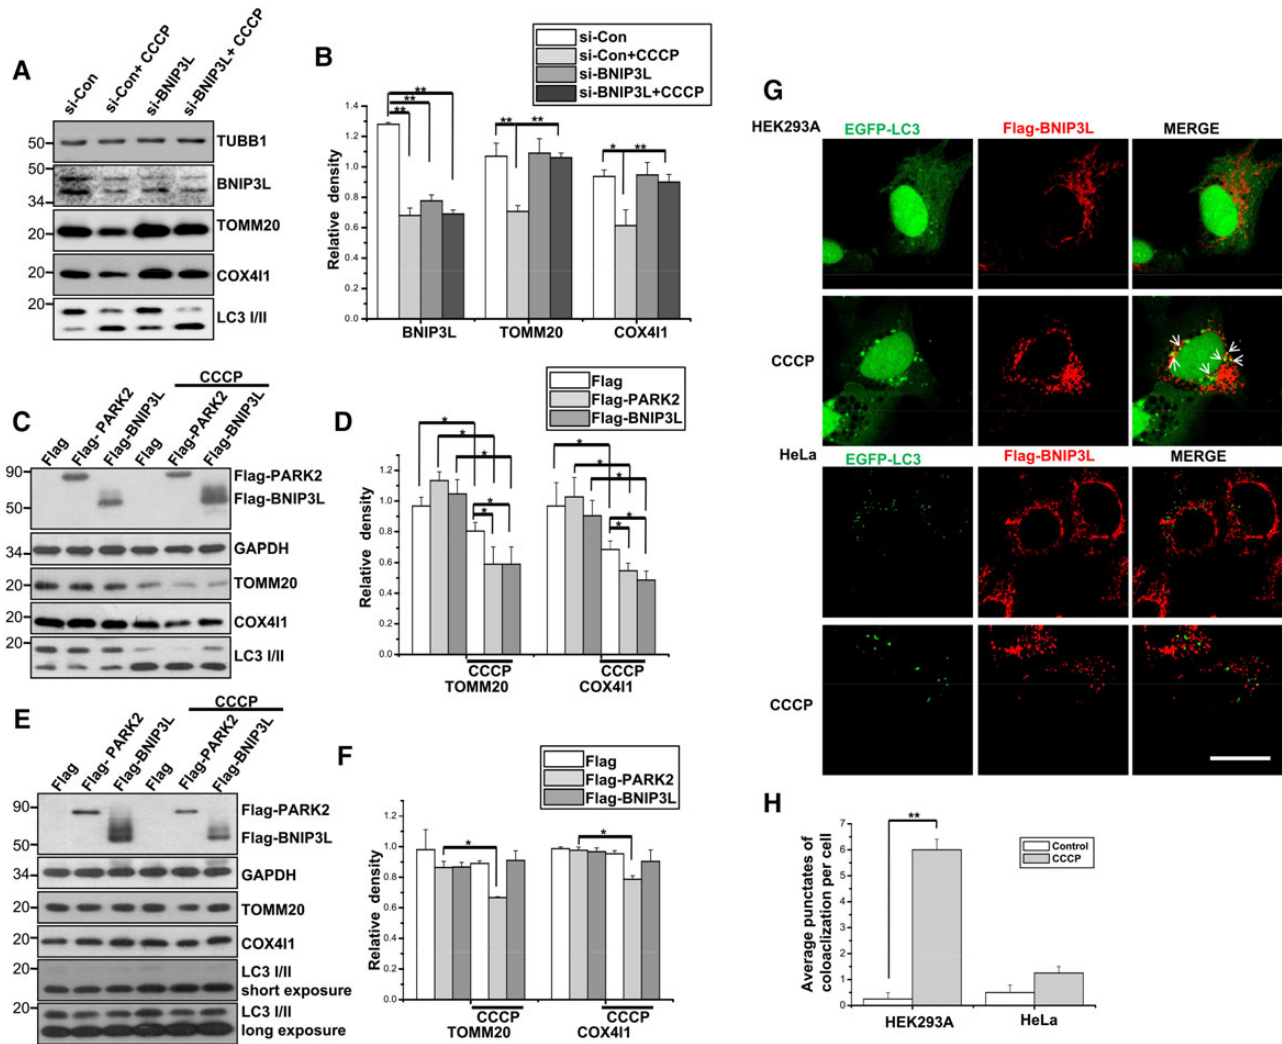 A
si-Con
si-Con+ CCCP
si-BNIP3L
si-BNIP3L+ CCCP
50
TUBB1
50
34
BNIP3L
20
TOMM20
20
COX4I1
20
LC3 I/II
B
si-Con
si-Con+CCCP
si-BNIP3L
si-BNIP3L+CCCP
Relative density
1.4
1.2
1.0
0.8
0.6
0.4
0.2
0.0
**
**
**
** **
* **
BNIP3L TOMM20 COX4I1
C
CCCP
Flag
Flag- PARK2
Flag-BNIP3L
Flag
Flag-PARK2
Flag-BNIP3L
90
Flag-PARK2
50
Flag-BNIP3L
34
GAPDH
20
TOMM20
20
COX4I1
20
LC3 I/II
D
Flag
Flag-PARK2
Flag-BNIP3L
Relative density
1.2
1.0
0.8
0.6
0.4
0.2
0.0
*
*
*
*
*
*
*
*
*
*
CCCP CCCP
TOMM20 COX4I1
E
CCCP
Flag
Flag- PARK2
Flag-BNIP3L
Flag
Flag-PARK2
Flag-BNIP3L
90
Flag-PARK2
50
Flag-BNIP3L
34
GAPDH
20
TOMM20
20
COX4I1
20
LC3 I/II
short exposure
20
LC3 I/II
long exposure
F
Flag
Flag-PARK2
Flag-BNIP3L
Relative density
1.00
0.75
0.50
0.25
0.00
* *
CCCP CCCP
TOMM20 COX4I1
G
HEK293A
EGFP-LC3 Flag-BNIP3L MERGE
CCCP
HeLa
EGFP-LC3 Flag-BNIP3L MERGE
CCCP
H
Average punctates of
coloaclization per cell
7
6
5
4
3
2
1
0
**
Control
CCCP
HEK293A HeLa